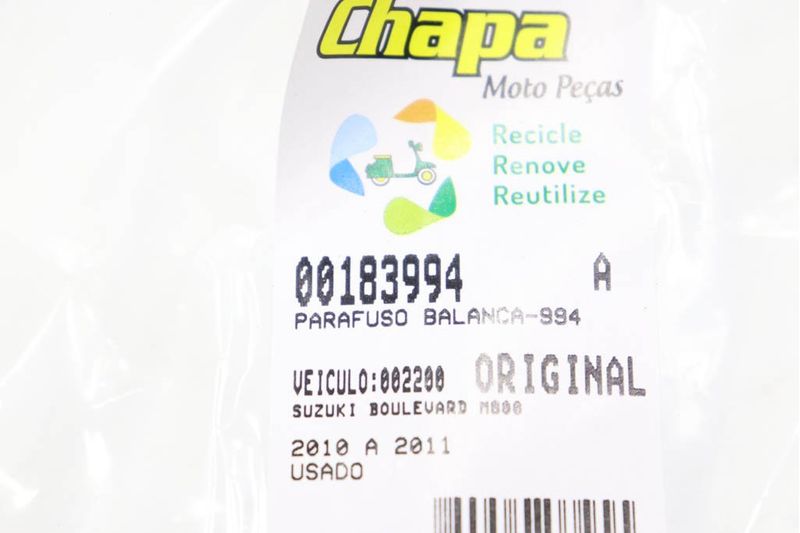 Chapa
Moto Peças
Recicle
Renove
Reutilize
00183994 A
PARAFUSO BALANCA-994
VEICULO:002200 ORIGINAL
SUZUKI BOULEVARD M800
2010 A 2011
USADO